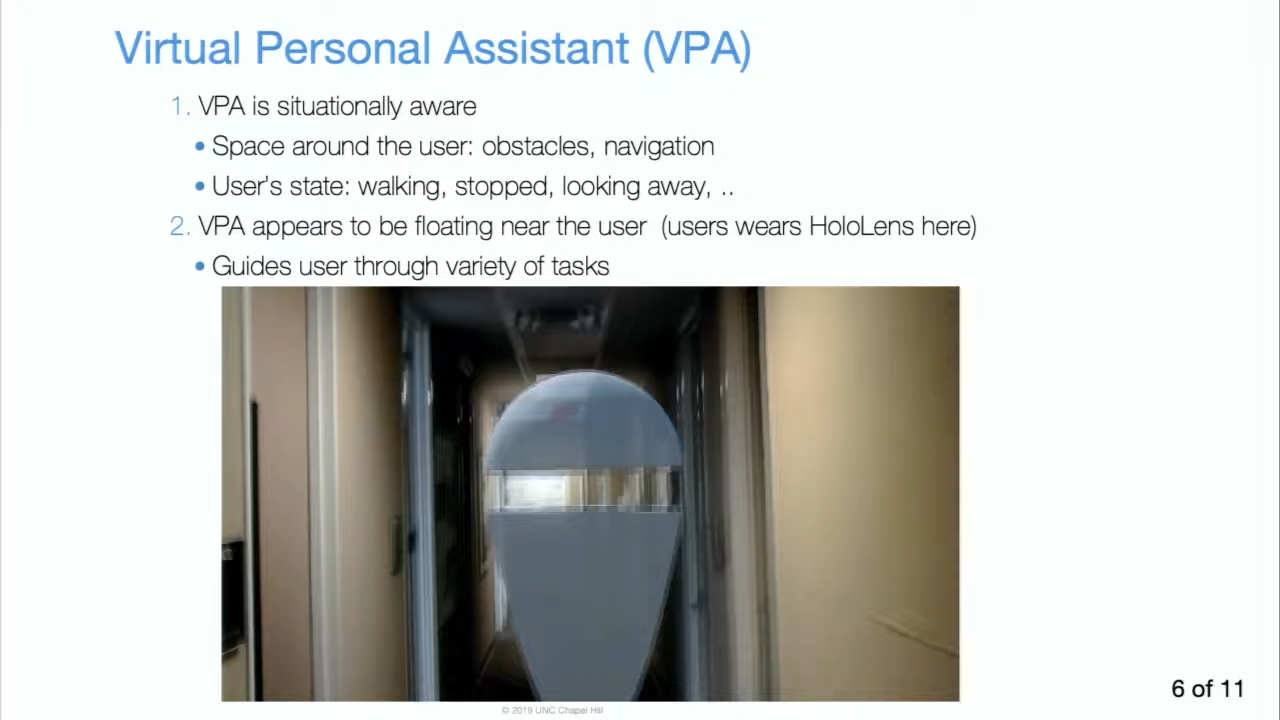 Virtual Personal Assistant (VPA)
1. VPA is situationally aware
• Space around the user: obstacles, navigation
• User's state: walking, stopped, looking away, ..
2. VPA appears to be floating near the user (users wears HoloLens here)
• Guides user through variety of tasks
© 2019 UNC Chapel Hill
6 of 11